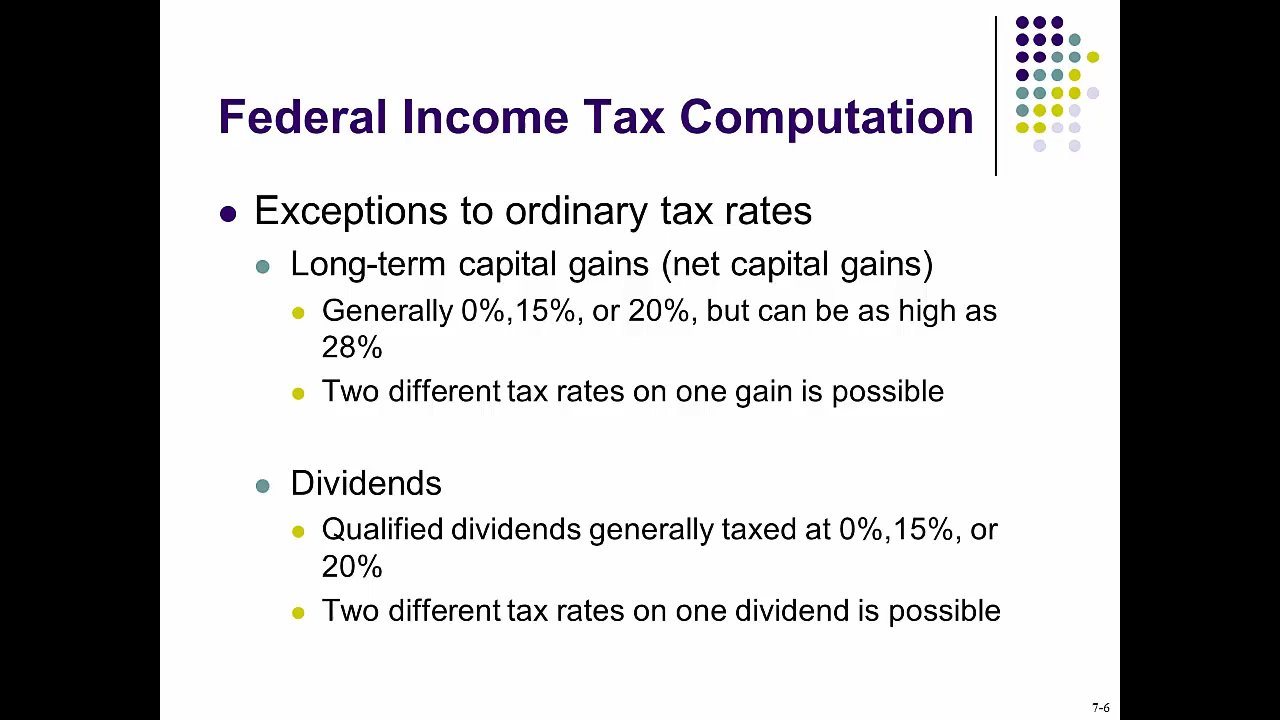 Federal Income Tax Computation
Exceptions to ordinary tax rates
Long-term capital gains (net capital gains)
Generally 0%,15%, or 20%, but can be as high as
28%
Two different tax rates on one gain is possible
Dividends
Qualified dividends generally taxed at 0%,15%, or
20%
Two different tax rates on one dividend is possible
7-6